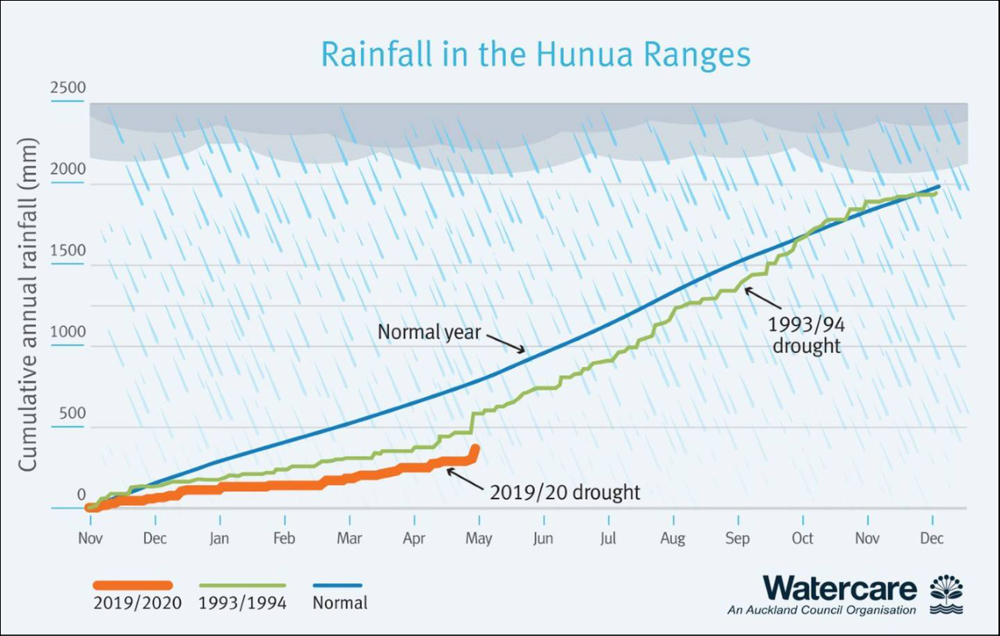 Rainfall in the Hunua Ranges
Cumulative annual rainfall (mm)
2500
2000
1500
1000
500
0
Normal year
1993/94
drought
2019/20 drought
Nov Dec Jan Feb Mar Apr May Jun Jul Aug Sep Oct Nov Dec
2019/2020 1993/1994 Normal
Watercare
An Auckland Council Organisation